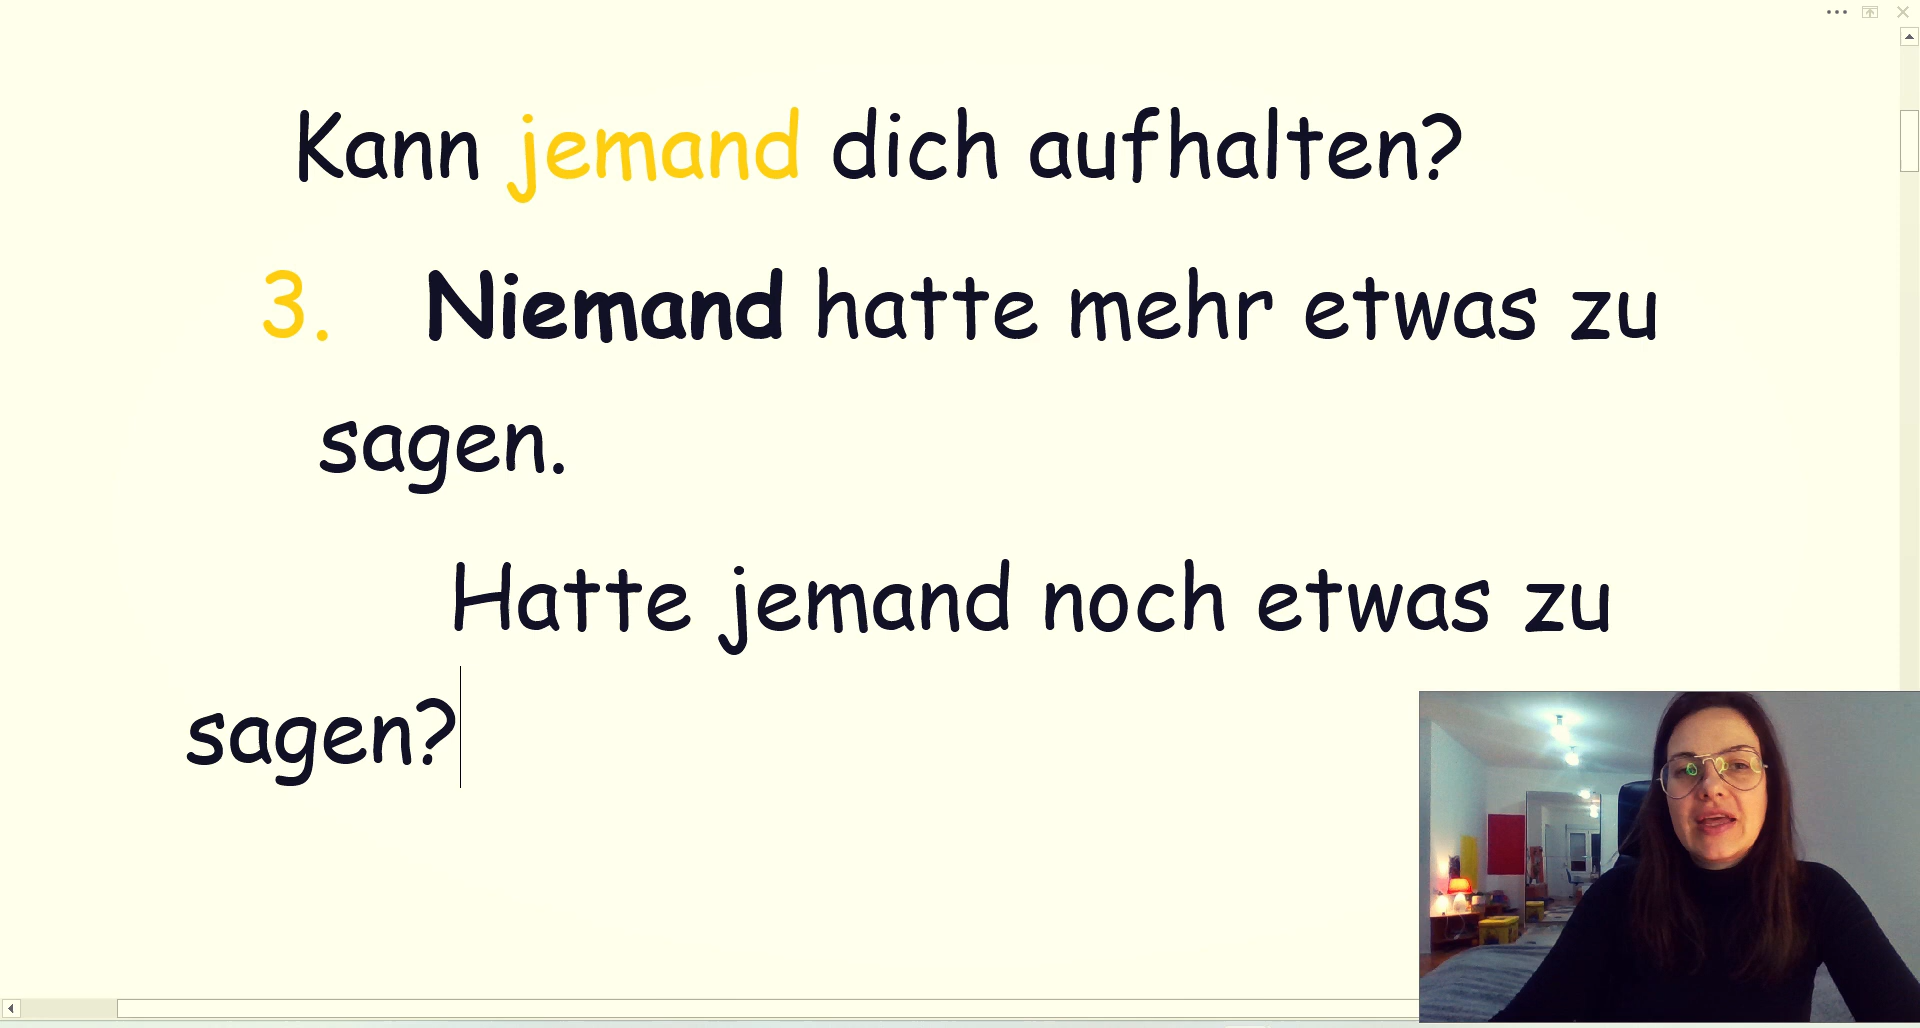 Kann jemand dich aufhalten?
3. Niemand hatte mehr etwas zu
sagen.
Hatte jemand noch etwas zu
sagen?